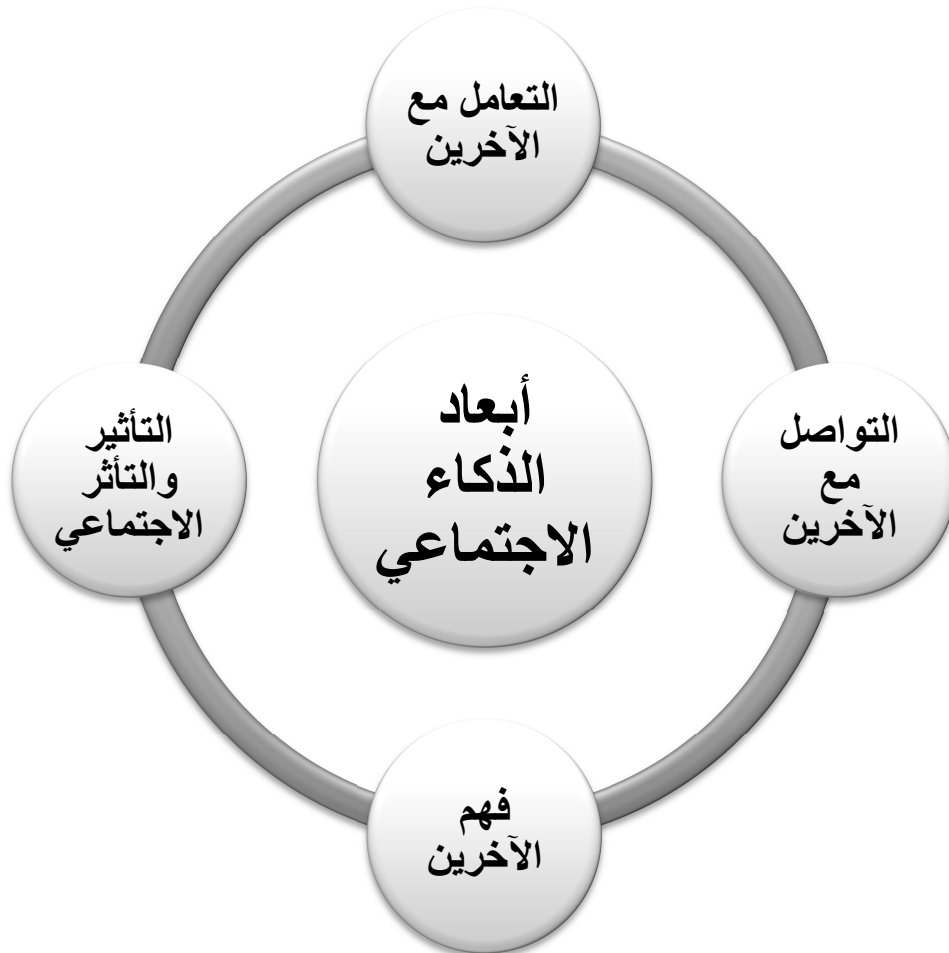 التعامل مع
الآخرين
أبعاد
الذكاء
الاجتماعي
التواصل
مع
الآخرين
التأثير
والتأثر
الاجتماعي
فهم
الآخرين